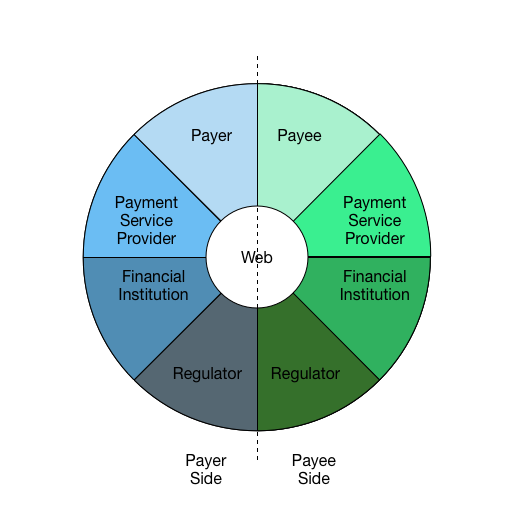 Payer
Payee
Payment
Service
Provider
Payment
Service
Provider
Web
Financial
Institution
Financial
Institution
Regulator
Regulator
Payer
Side
Payee
Side